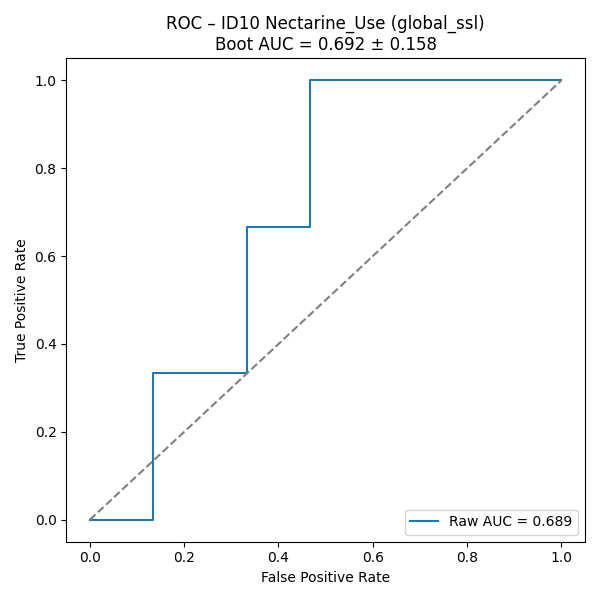 ROC – ID10 Nectarine_Use (global_ssl)
Boot AUC = 0.692 ± 0.158
True Positive Rate
1.0
0.8
0.6
0.4
0.2
0.0
0.0 0.2 0.4 0.6 0.8 1.0
False Positive Rate
Raw AUC = 0.689